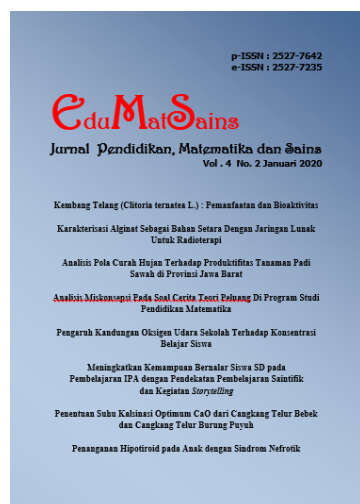 p-ISSN : 2527-7642
e-ISSN : 2527-7235
EduMatSains
Jurnal Pendidikan, Matematika dan Sains
Vol . 4 No. 2 Januari 2020
Kembang Telang (Clitoria ternatea L.) : Pemanfaatan dan Bioaktivitas
Karakterisasi Alginat Sebagai Bahan Setara Dengan Jaringan Lunak
Untuk Radioterapi
Analisis Pola Curah Hujan Terhadap Produktifitas Tanaman Padi
Sawah di Provinsi Jawa Barat
Analisis Miskonsepsi Pada Soal Cerita Teori Peluang Di Program Studi
Pendidikan Matematika
Pengaruh Kandungan Oksigen Udara Sekolah Terhadap Konsentrasi
Belajar Siswa
Meningkatkan Kemampuan Bernalar Siswa SD pada
Pembelajaran IPA dengan Pendekatan Pembelajaran Saintifik
dan Kegiatan Storytelling
Penentuan Suhu Kalsinasi Optimum CaO dari Cangkang Telur Bebek
dan Cangkang Telur Burung Puyuh
Penanganan Hipotiroid pada Anak dengan Sindrom Nefrotik